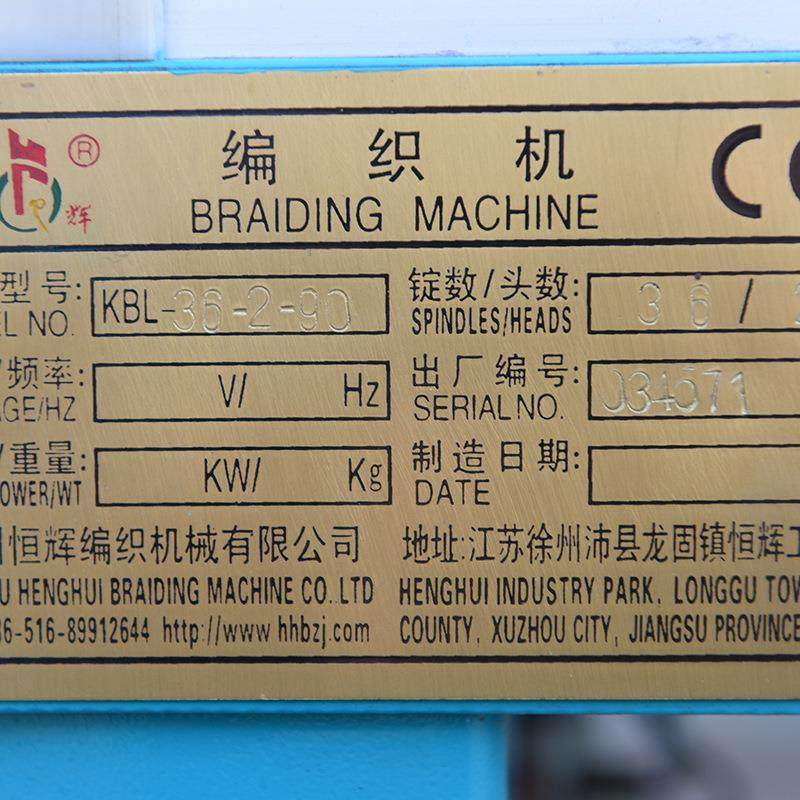 ® 辉
编织机
BRAIDING MACHINE
C
型号: KBL-36-2-90
EL NO.
锭数/头数: 36/
SPINDLES/HEADS
/频率: V/ Hz
AGE/HZ
出厂编号: J34571
SERIAL NO.
/重量: KW/ Kg
OWER/WT
制造日期:
DATE
州恒辉编织机械有限公司
U HENGHUI BRAIDING MACHINE CO.,LTD
86-516-89912644 http://www hhbzj.com
地址:江苏徐州沛县龙固镇恒辉工
HENGHUI INDUSTRY PARK, LONGGU TOW
COUNTY, XUZHOU CITY, JIANGSU PROVINCE